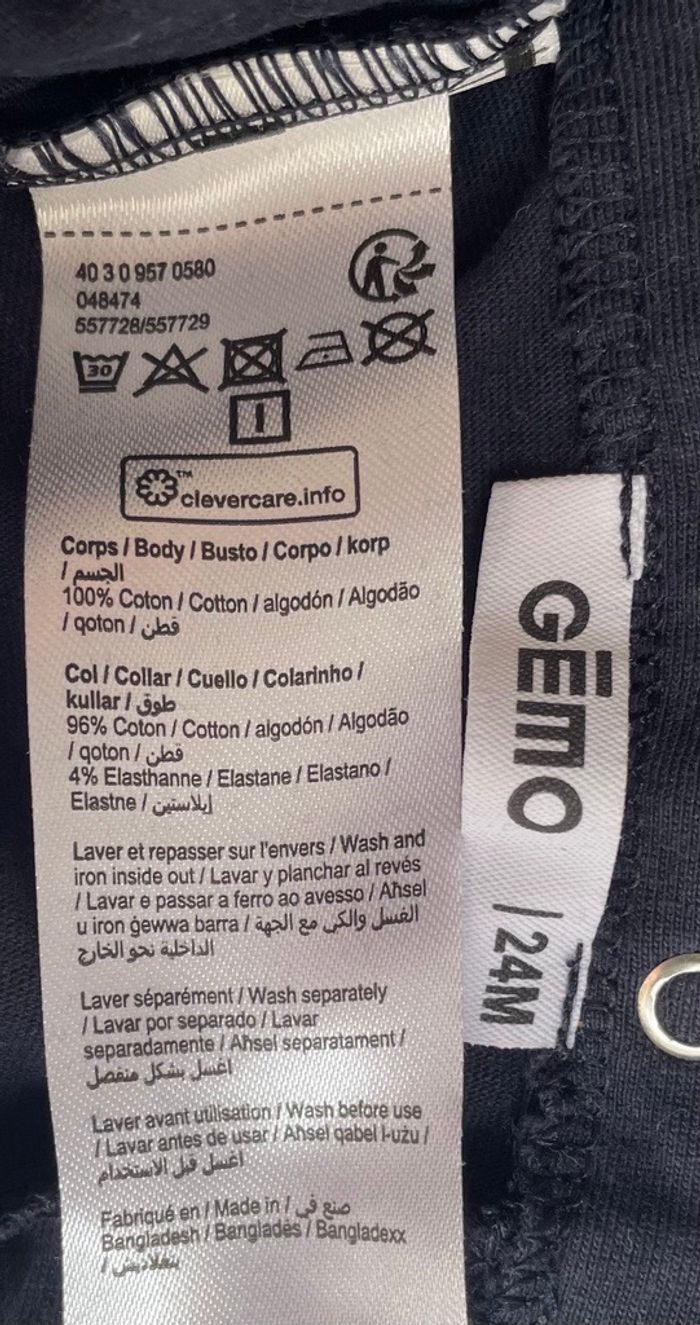 40 3 0 957 0580
048474
557728/557729
30
clevercare.info
Corps / Body / Busto / Corpo / korp
/ الجسم
100% Coton / Cotton / algodón / Algodão
/ qoton / قطن
Col / Collar / Cuello / Colarinho /
kullar / طوق
96% Coton / Cotton / algodón / Algodão
/ qoton / قطن
4% Elasthanne / Elastane / Elastano /
Elastne / إيلاستين
Laver et repasser sur l'envers / Wash and
iron inside out / Lavar y planchar al revés
/ Lavar e passar a ferro ao avesso / Aħsel
u iron ġewwa barra / الغسل والكي مع الجهة
الداخلية نحو الخارج
Laver séparément / Wash separately
/ Lavar por separado / Lavar
separadamente / Aħsel separatament /
اغسل بشكل منفصل
Laver avant utilisation / Wash before use
/ Lavar antes de usar / Aħsel qabel l-użu /
اغسل قبل الاستخدام
Fabriqué en / Made in / صنع في
Bangladesh / Bangladés / Bangladexx
/ بنغلاديش
GÉMO
24M